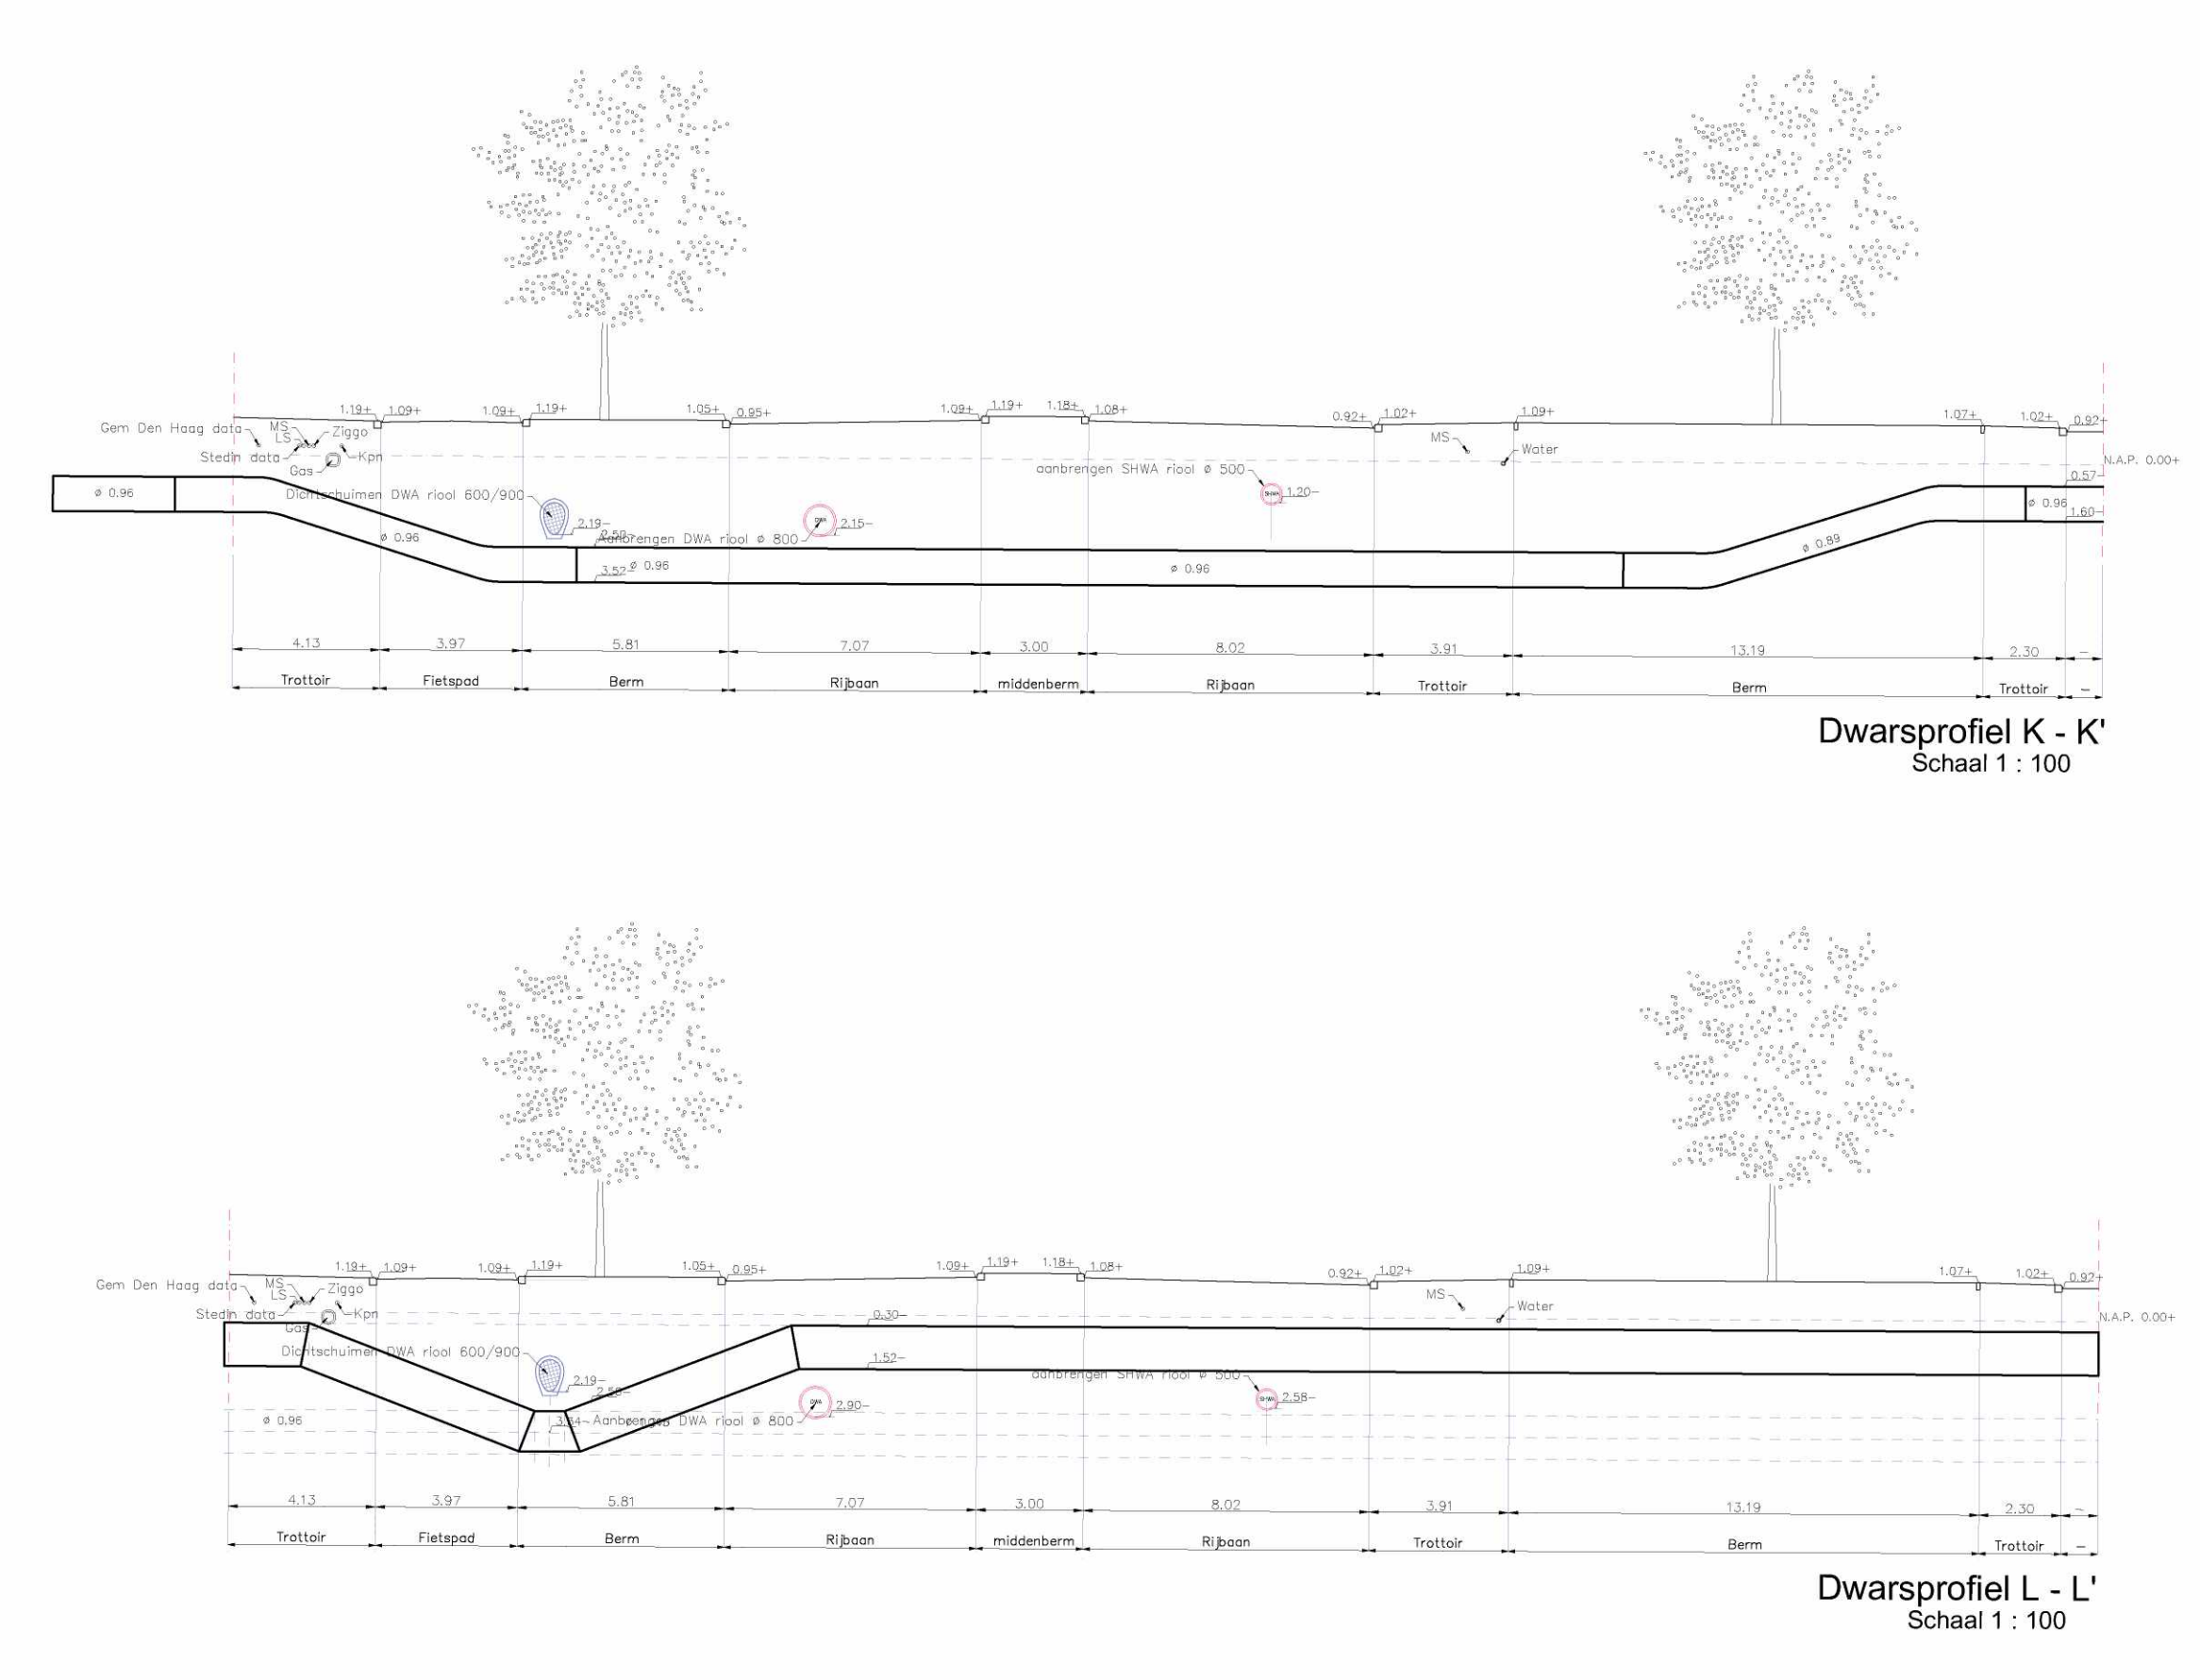 1.19+ 1.09+ 1.09+ 1.19+ 1.05+ 0.95+ 1.09+ 1.19+ 1.18+ 1.08+ 0.92+ 1.02+ 1.09+ 1.07+ 1.02+ 0.92+
Gem Den Haag data MS Ziggo
LS
MS
Stedin data Kpn
Water
N.A.P. 0.00+
Gas
aanbrengen SHWA riool ø 500
0.57-
ø 0.96 Dichtschuimen DWA riool 600/900 SHWA 1.20-
ø 0.96
1.60-
2.19- DWA 2.15-
ø 0.96 Aanbrengen DWA riool ø 800
ø 0.89
3.52- ø 0.96 ø 0.96
4.13 3.97 5.81 7.07 3.00 8.02 3.91 13.19 2.30 -
Trottoir Fietspad Berm Rijbaan middenberm Rijbaan Trottoir Berm Trottoir -
Dwarsprofiel K - K'
Schaal 1 : 100
1.19+ 1.09+ 1.09+ 1.19+ 1.05+ 0.95+ 1.09+ 1.19+ 1.18+ 1.08+ 0.92+ 1.02+ 1.09+ 1.07+ 1.02+ 0.92+
Gem Den Haag data MS Ziggo
LS
MS
Stedin data Kpn
0.30-
Water
N.A.P. 0.00+
Gas
Dichtschuimen DWA riool 600/900
1.52-
aanbrengen SHWA riool ø 500
2.19-
SHWA 2.58-
DWA 2.90-
ø 0.96 Aanbrengen DWA riool ø 800
4.13 3.97 5.81 7.07 3.00 8.02 3.91 13.19 2.30 -
Trottoir Fietspad Berm Rijbaan middenberm Rijbaan Trottoir Berm Trottoir -
Dwarsprofiel L - L'
Schaal 1 : 100